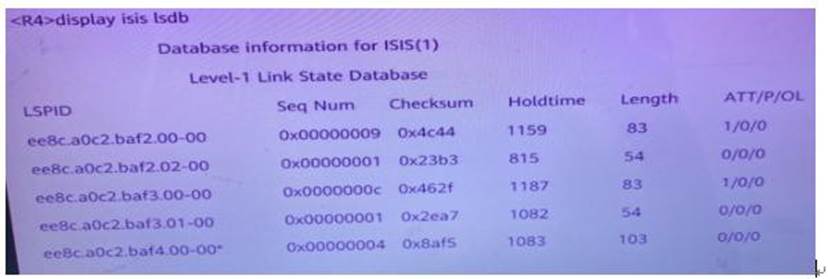 <R4>display isis lsdb
Database information for ISIS(1)
Level-1 Link State Database
LSPID Seq Num Checksum Holdtime Length ATT/P/OL
ee8c.a0c2.baf2.00-00 0x00000009 0x4c44 1159 83 1/0/0
ee8c.a0c2.baf2.02-00 0x00000001 0x23b3 815 54 0/0/0
ee8c.a0c2.baf3.00-00 0x0000000c 0x462f 1187 83 1/0/0
ee8c.a0c2.baf3.01-00 0x00000001 0x2ea7 1082 54 0/0/0
ee8c.a0c2.baf4.00-00* 0x00000004 0x8af5 1083 103 0/0/0